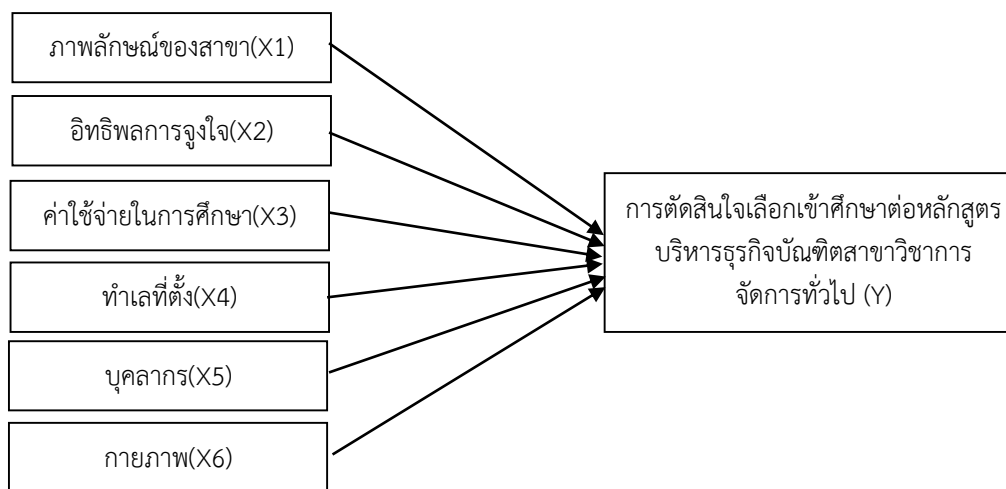 ภาพลักษณ์ของสาขา(X1)
อิทธิพลการจูงใจ(X2)
ค่าใช้จ่ายในการศึกษา(X3)
ทำเลที่ตั้ง(X4)
บุคลากร(X5)
กายภาพ(X6)
การตัดสินใจเลือกเข้าศึกษาต่อหลักสูตร
บริหารธุรกิจบัณฑิตสาขาวิชาการ
จัดการทั่วไป (Y)